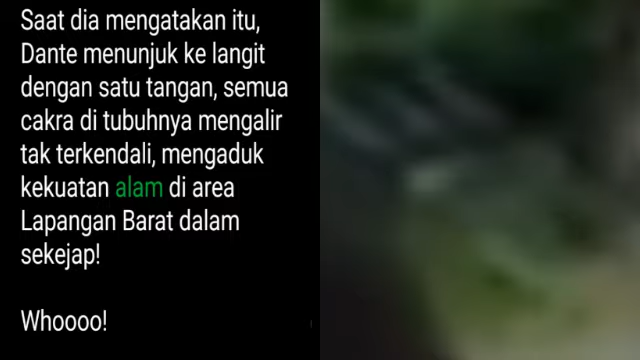 Saat dia mengatakan itu,
Dante menunjuk ke langit
dengan satu tangan, semua
cakra di tubuhnya mengalir
tak terkendali, mengaduk
kekuatan alam di area
Lapangan Barat dalam
sekejap!
Whoooo!